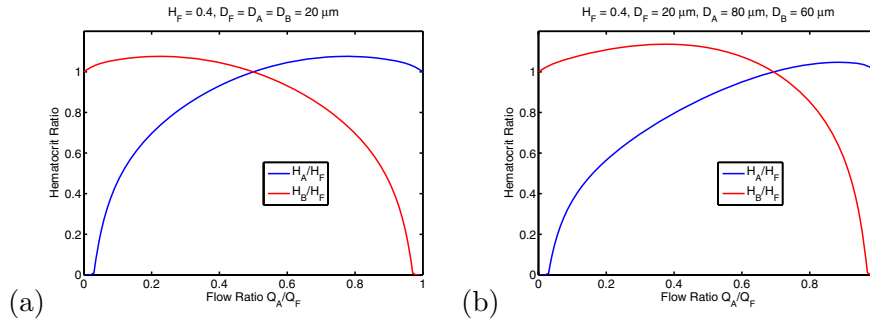 H_F = 0.4, D_F = D_A = D_B = 20 μm
Hematocrit Ratio
1
0.8
0.6
0.4
0.2
0
H_A/H_F
H_B/H_F
0 0.2 0.4 0.6 0.8 1
Flow Ratio Q_A/Q_F
(a)
H_F = 0.4, D_F = 20 μm, D_A = 80 μm, D_B = 60 μm
Hematocrit Ratio
1
0.8
0.6
0.4
0.2
0
H_A/H_F
H_B/H_F
0 0.2 0.4 0.6 0.8
Flow Ratio Q_A/Q_F
(b)